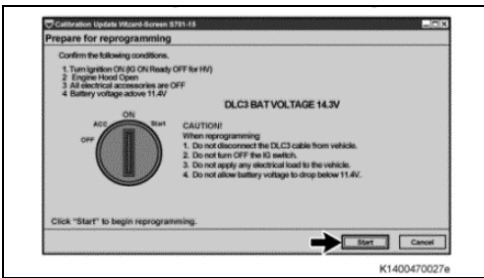 Calibration Update Wizard-Screen S701-15
Prepare for reprogramming
Confirm the following conditions.
1. Turn ignition ON (IG ON Ready OFF for HV)
2 Engine Hood Open
3 All electrical accessories are OFF
4 Battery voltage adove 11.4V
DLC3 BAT VOLTAGE 14.3V
ON
ACC
Start
OFF
CAUTION!
When reprogramming:
1. Do not disconnect the DLC3 cable from vehicle.
2. Do not turn OFF the IG switch.
3. Do not apply any electrical load to the vehicle.
4. Do not allow battery voltage to drop below 11.4V.
Click "Start" to begin reprogramming.
Start
Cancel
K1400470027e